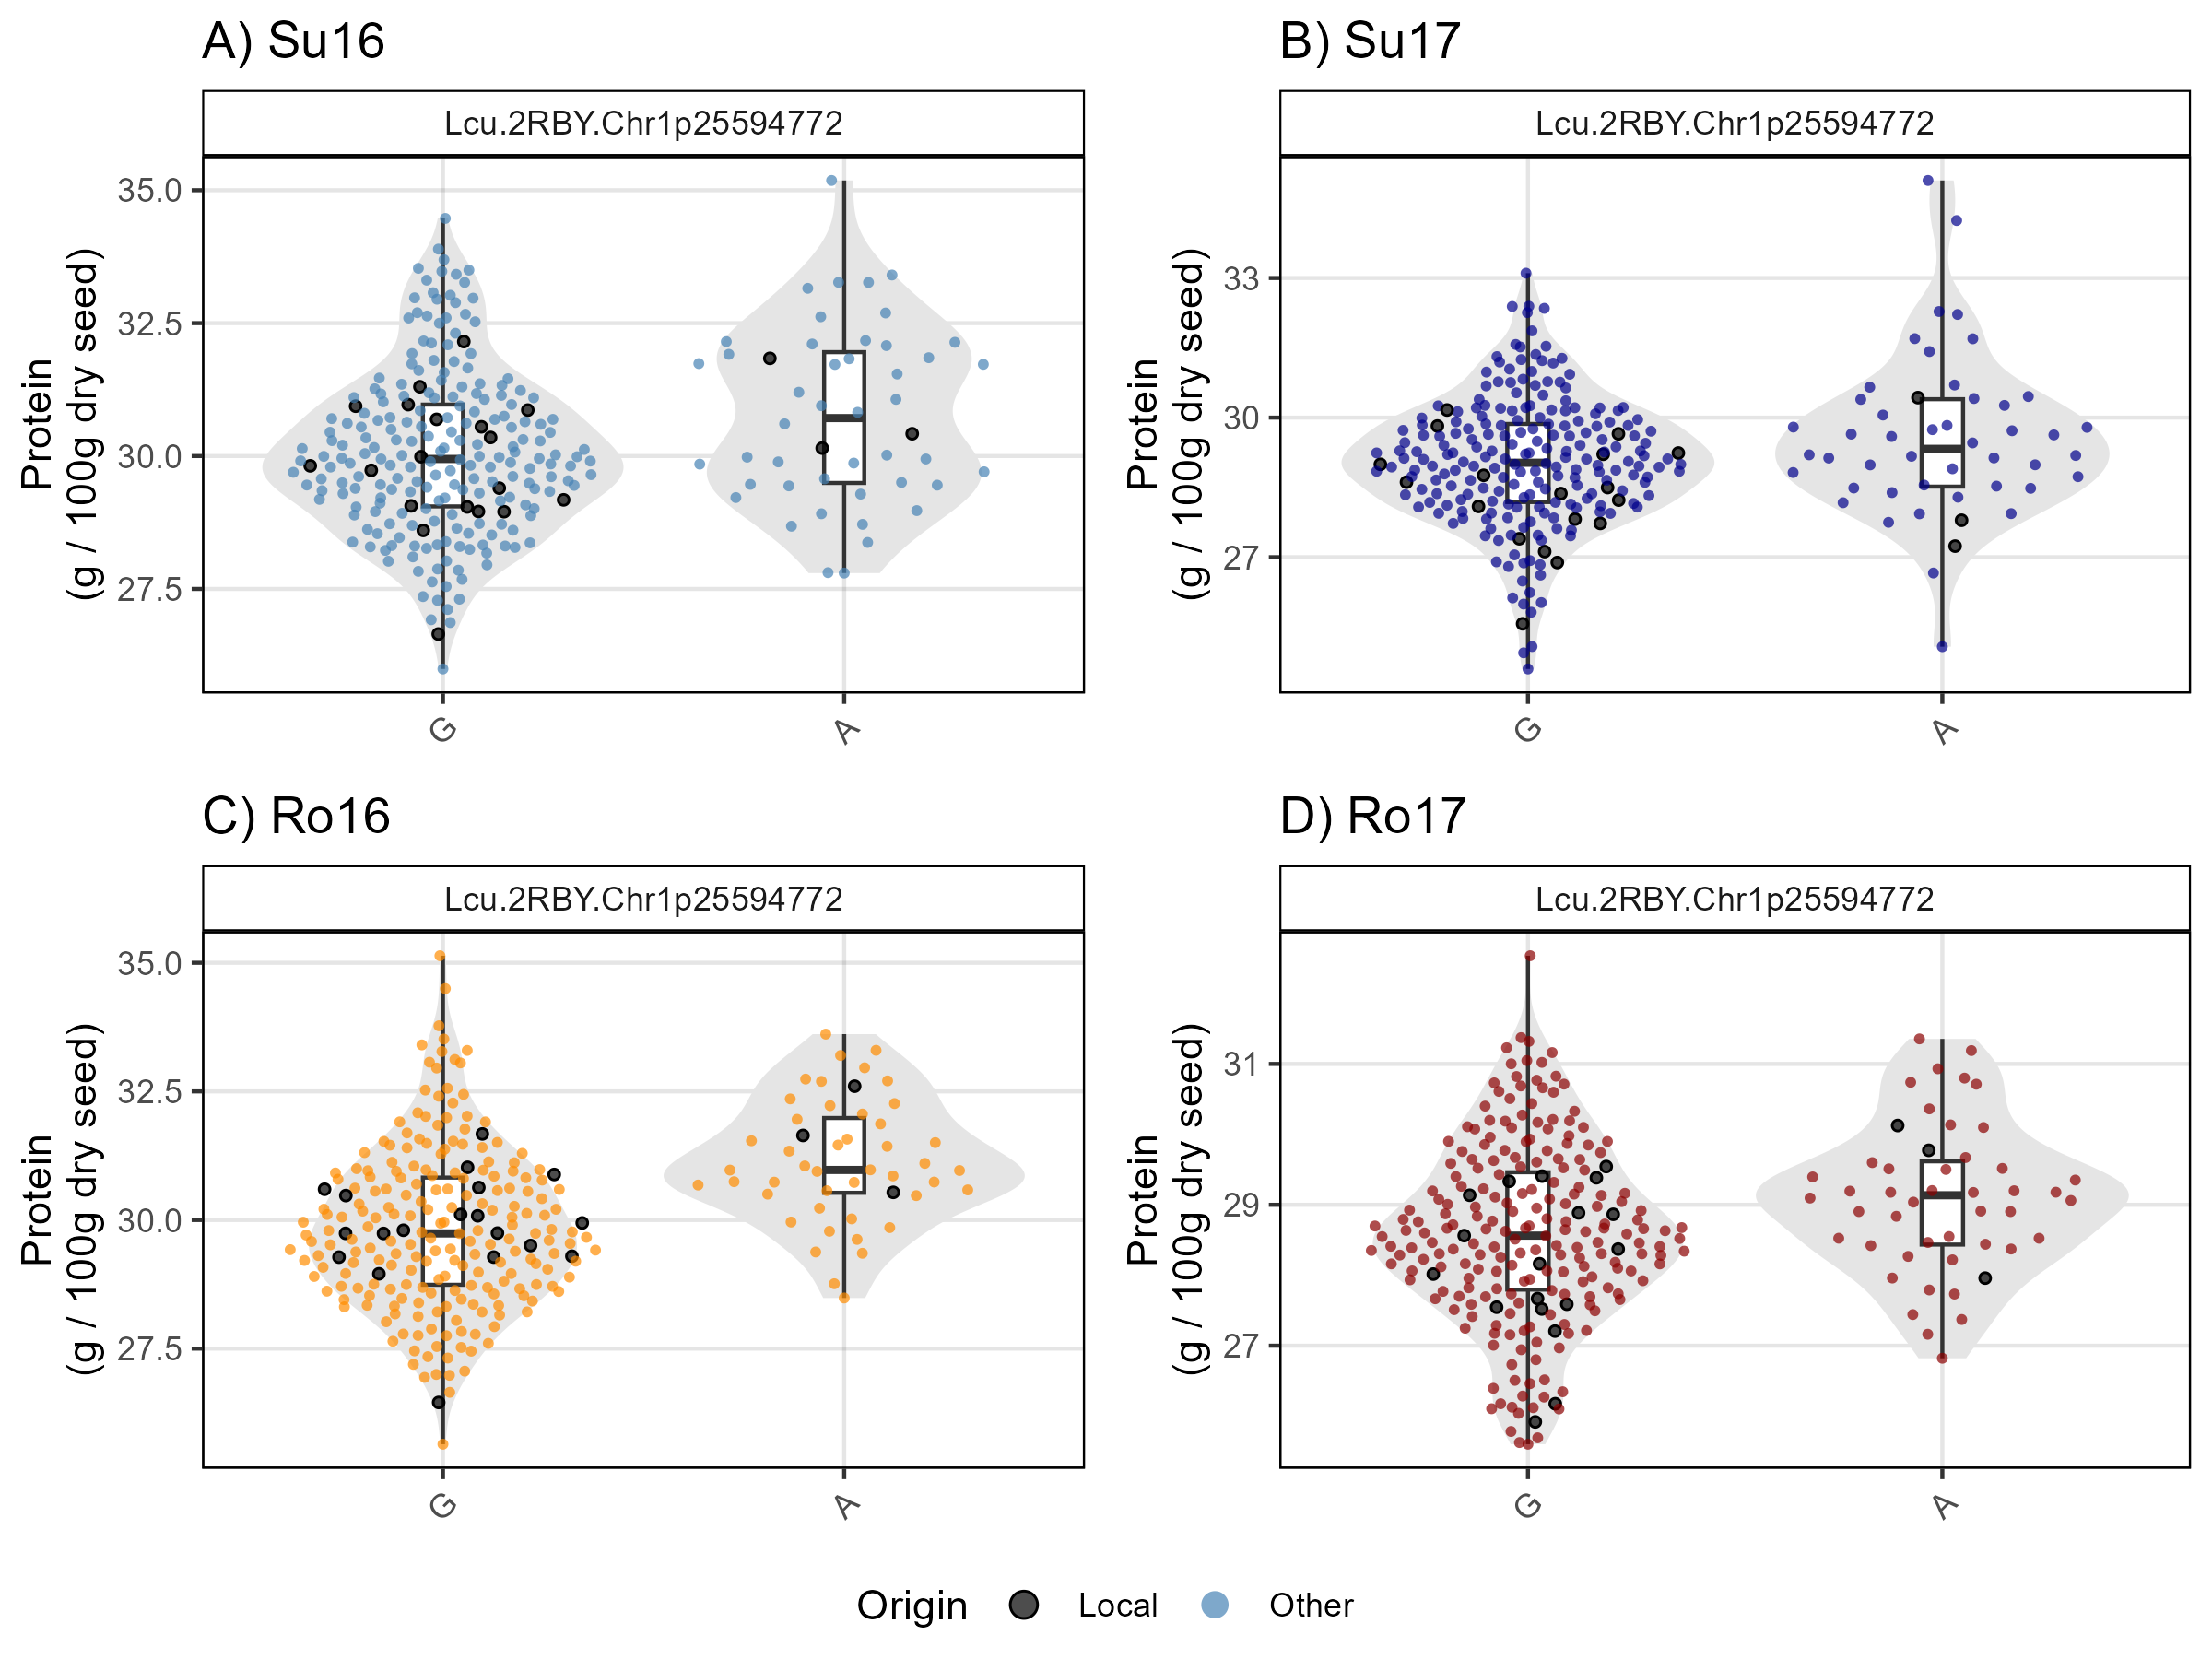 A) Su16
Lcu.2RBY.Chr1p25594772
Protein
(g / 100g dry seed)
35.0
32.5
30.0
27.5
G
A
B) Su17
Lcu.2RBY.Chr1p25594772
Protein
(g / 100g dry seed)
33
30
27
G
A
C) Ro16
Lcu.2RBY.Chr1p25594772
Protein
(g / 100g dry seed)
35.0
32.5
30.0
27.5
G
A
D) Ro17
Lcu.2RBY.Chr1p25594772
Protein
(g / 100g dry seed)
31
29
27
G
A
Origin Local Other